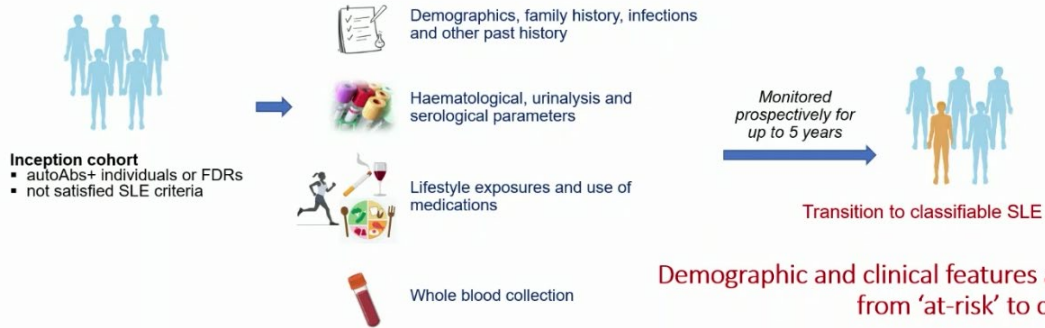 Demographics, family history, infections
and other past history
Haematological, urinalysis and
serological parameters
Monitored
prospectively for
up to 5 years
Inception cohort
▪ autoAbs+ individuals or FDRs
▪ not satisfied SLE criteria
Lifestyle exposures and use of
medications
Transition to classifiable SLE
Whole blood collection
Demographic and clinical features
from 'at-risk' to